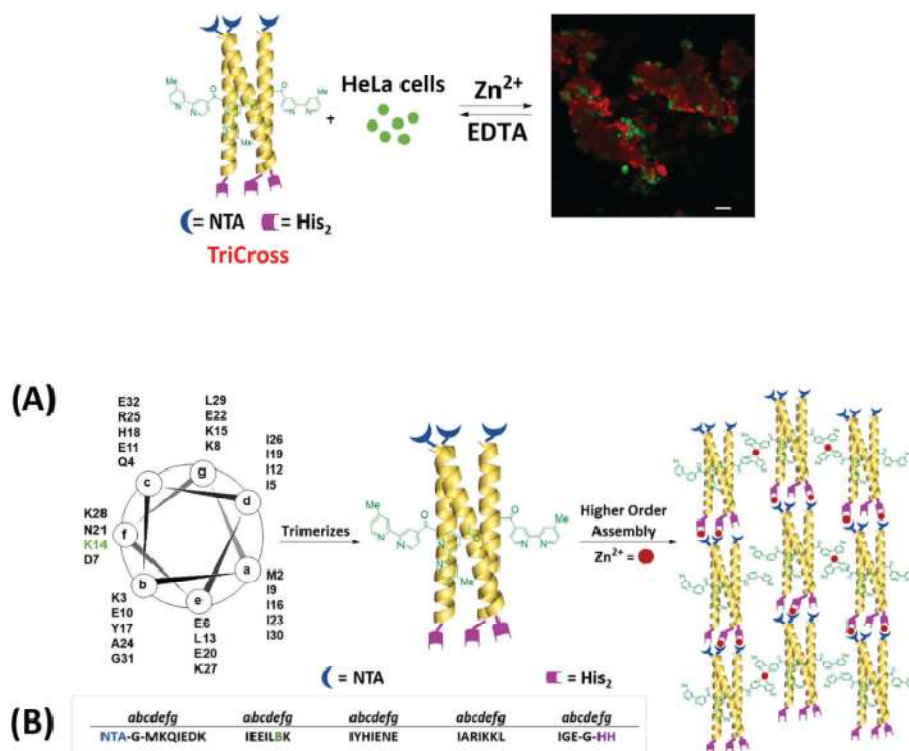 HeLa cells
Zn2+
EDTA
Me
Me
O
O
N
N
N
N
+
Me
= NTA = His2
TriCross
(A)
E32
R25
H18
E11
Q4
L29
E22
K15
K8
I26
I19
I12
I5
K28
N21
K14
D7
c
g
d
f
a
b
e
K3
E10
Y17
A24
G31
E6
L13
E20
K27
M2
I9
I16
I23
I30
Trimerizes
Me
O
O
Me
N
N
N
N
Me
Higher Order
Assembly
Zn2+ =
= NTA = His2
(B)
abcdefg abcdefg abcdefg abcdefg abcdefg
NTA-G-MKQIEDK IEEILBK IYHIENE IARIKKL IGE-G-HH